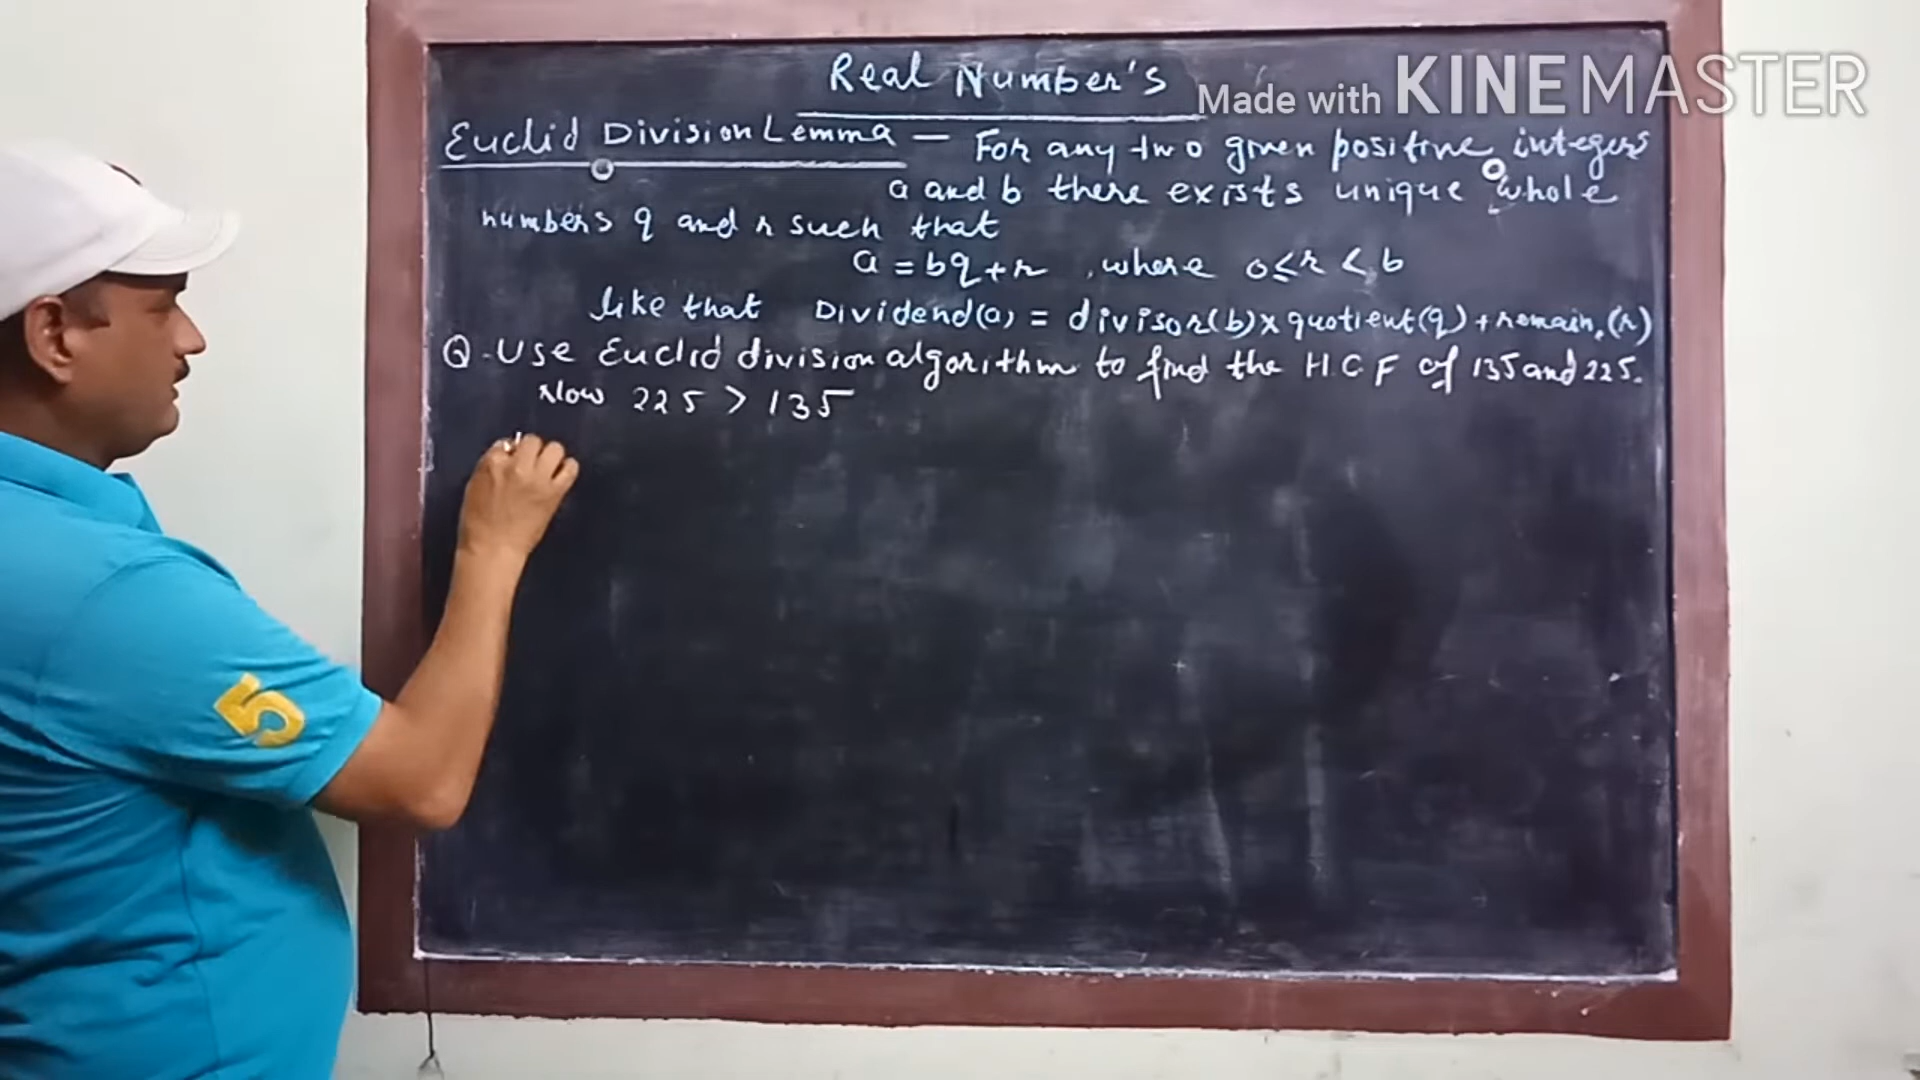 Real Number's
Made with KINEMASTER
Euclid Division Lemma — For any two given positive integers
a and b there exists unique whole
numbers q and r such that
a = bq + r , where 0 ≤ r < b
like that Dividend(a) = divisor(b) x quotient(q) + remain.(r)
Q. Use Euclid division algorithm to find the H.C.F of 135 and 225.
Now 225 > 135
5